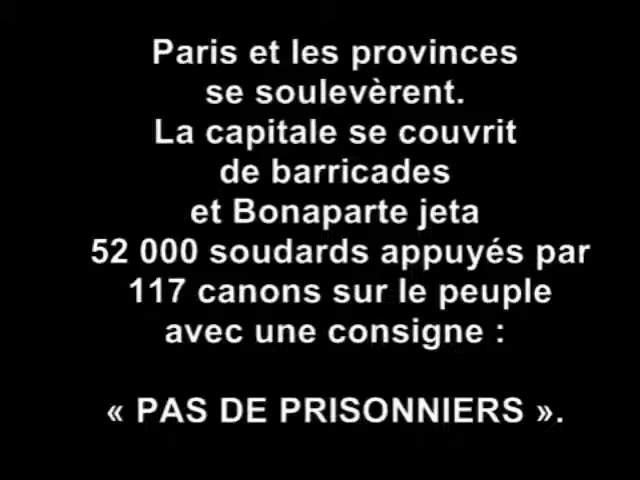 Paris et les provinces
se soulevèrent.
La capitale se couvrit
de barricades
et Bonaparte jeta
52 000 soudards appuyés par
117 canons sur le peuple
avec une consigne :
« PAS DE PRISONNIERS ».